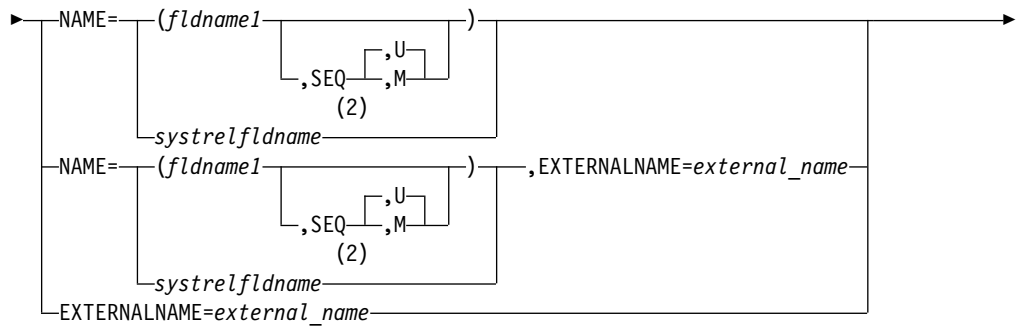 NAME= (fldname1 )
,U
,SEQ ,M
(2)
systrelfldname
NAME= (fldname1 ) ,EXTERNALNAME=external_name
,U
,SEQ ,M
(2)
systrelfldname
EXTERNALNAME=external_name